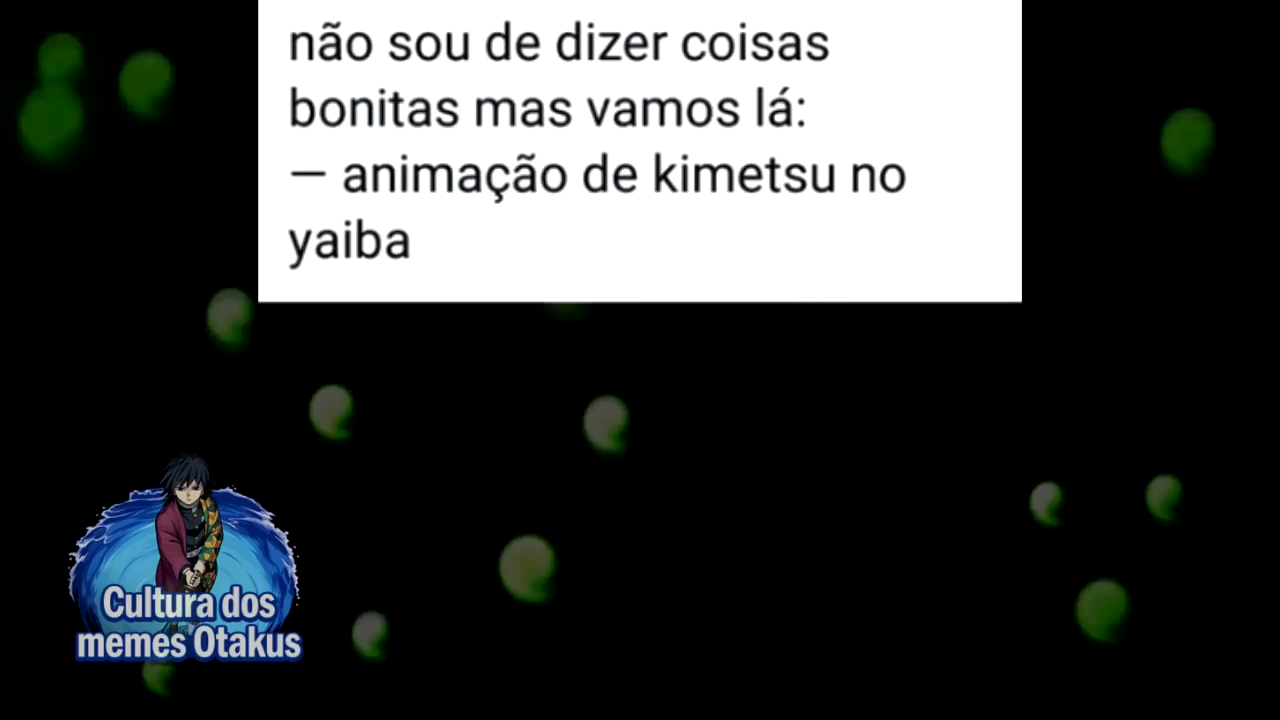 não sou de dizer coisas
bonitas mas vamos lá:
— animação de kimetsu no
yaiba
Cultura dos
memes Otakus